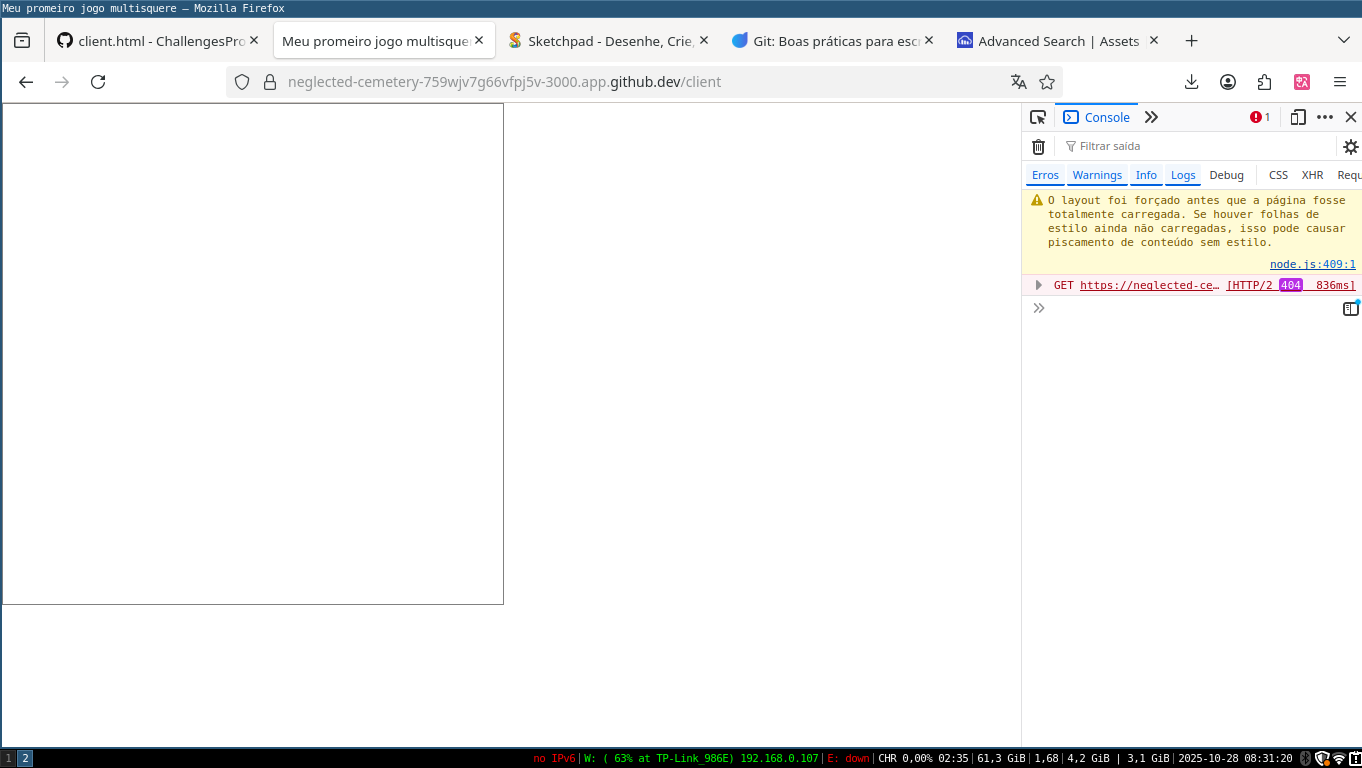 Meu promeiro jogo multisquere — Mozilla Firefox
client.html - ChallengesPro
Meu promeiro jogo multisque
Sketchpad - Desenhe, Crie,
Git: Boas práticas para escr
Advanced Search | Assets
neglected-cemetery-759wjv7g66vfpj5v-3000.app.github.dev/client
Console
1
Filtrar saída
Erros Warnings Info Logs Debug CSS XHR Requ
O layout foi forçado antes que a página fosse
totalmente carregada. Se houver folhas de
estilo ainda não carregadas, isso pode causar
piscamento de conteúdo sem estilo.
node.js:409:1
GET https://neglected-ce… [HTTP/2 404 836ms]
1 2 no IPv6|W: ( 63% at TP-Link_986E) 192.168.0.107|E: down|CHR 0,00% 02:35|61,3 GiB|1,68|4,2 GiB | 3,1 GiB|2025-10-28 08:31:20